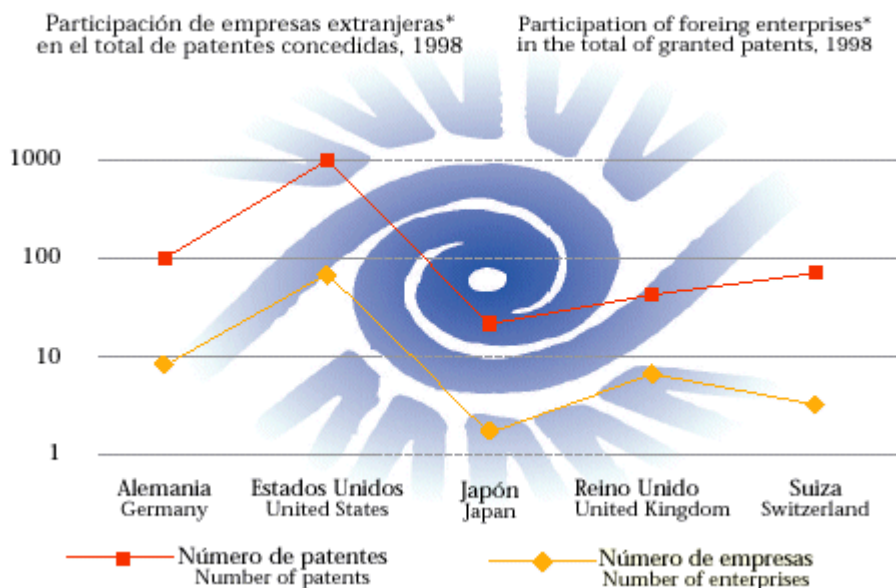 Participación de empresas extranjeras*
en el total de patentes concedidas, 1998
Participation of foreing enterprises*
in the total of granted patents, 1998
1000
100
10
1
Alemania
Germany
Estados Unidos
United States
Japón
Japan
Reino Unido
United Kingdom
Suiza
Switzerland
Número de patentes
Number of patents
Número de empresas
Number of enterprises